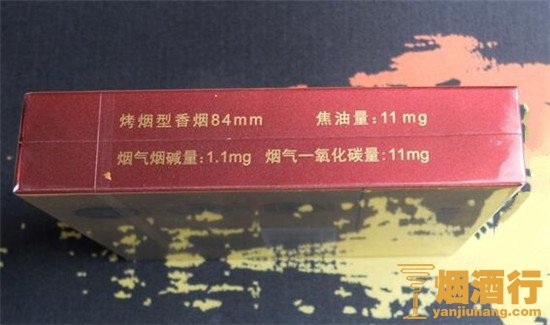 烤烟型香烟84mm 焦油量:11mg
烟气烟碱量:1.1mg 烟气一氧化碳量:11mg
烟酒行
yanjiuhang.com